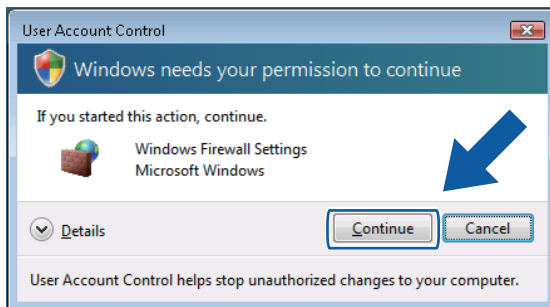 User Account Control
Windows needs your permission to continue
If you started this action, continue.
Windows Firewall Settings
Microsoft Windows
Details
Continue
Cancel
User Account Control helps stop unauthorized changes to your computer.